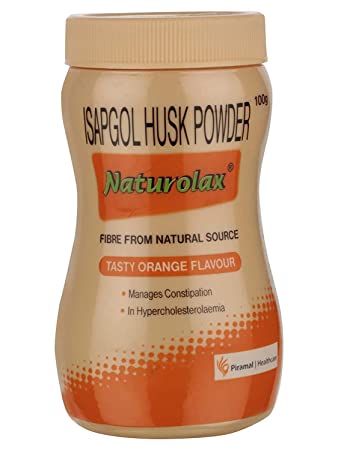 ISAPGOL HUSK POWDER 100g
Naturolax®
FIBRE FROM NATURAL SOURCE
TASTY ORANGE FLAVOUR
• Manages Constipation
• In Hypercholesterolaemia
Piramal | Healthcare